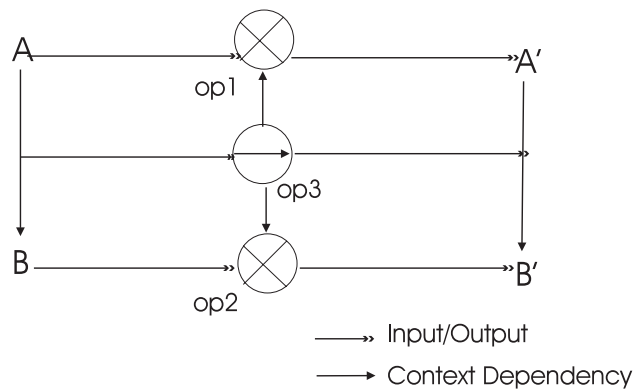 A
A′
op1
op3
B
B′
op2
Input/Output
Context Dependency